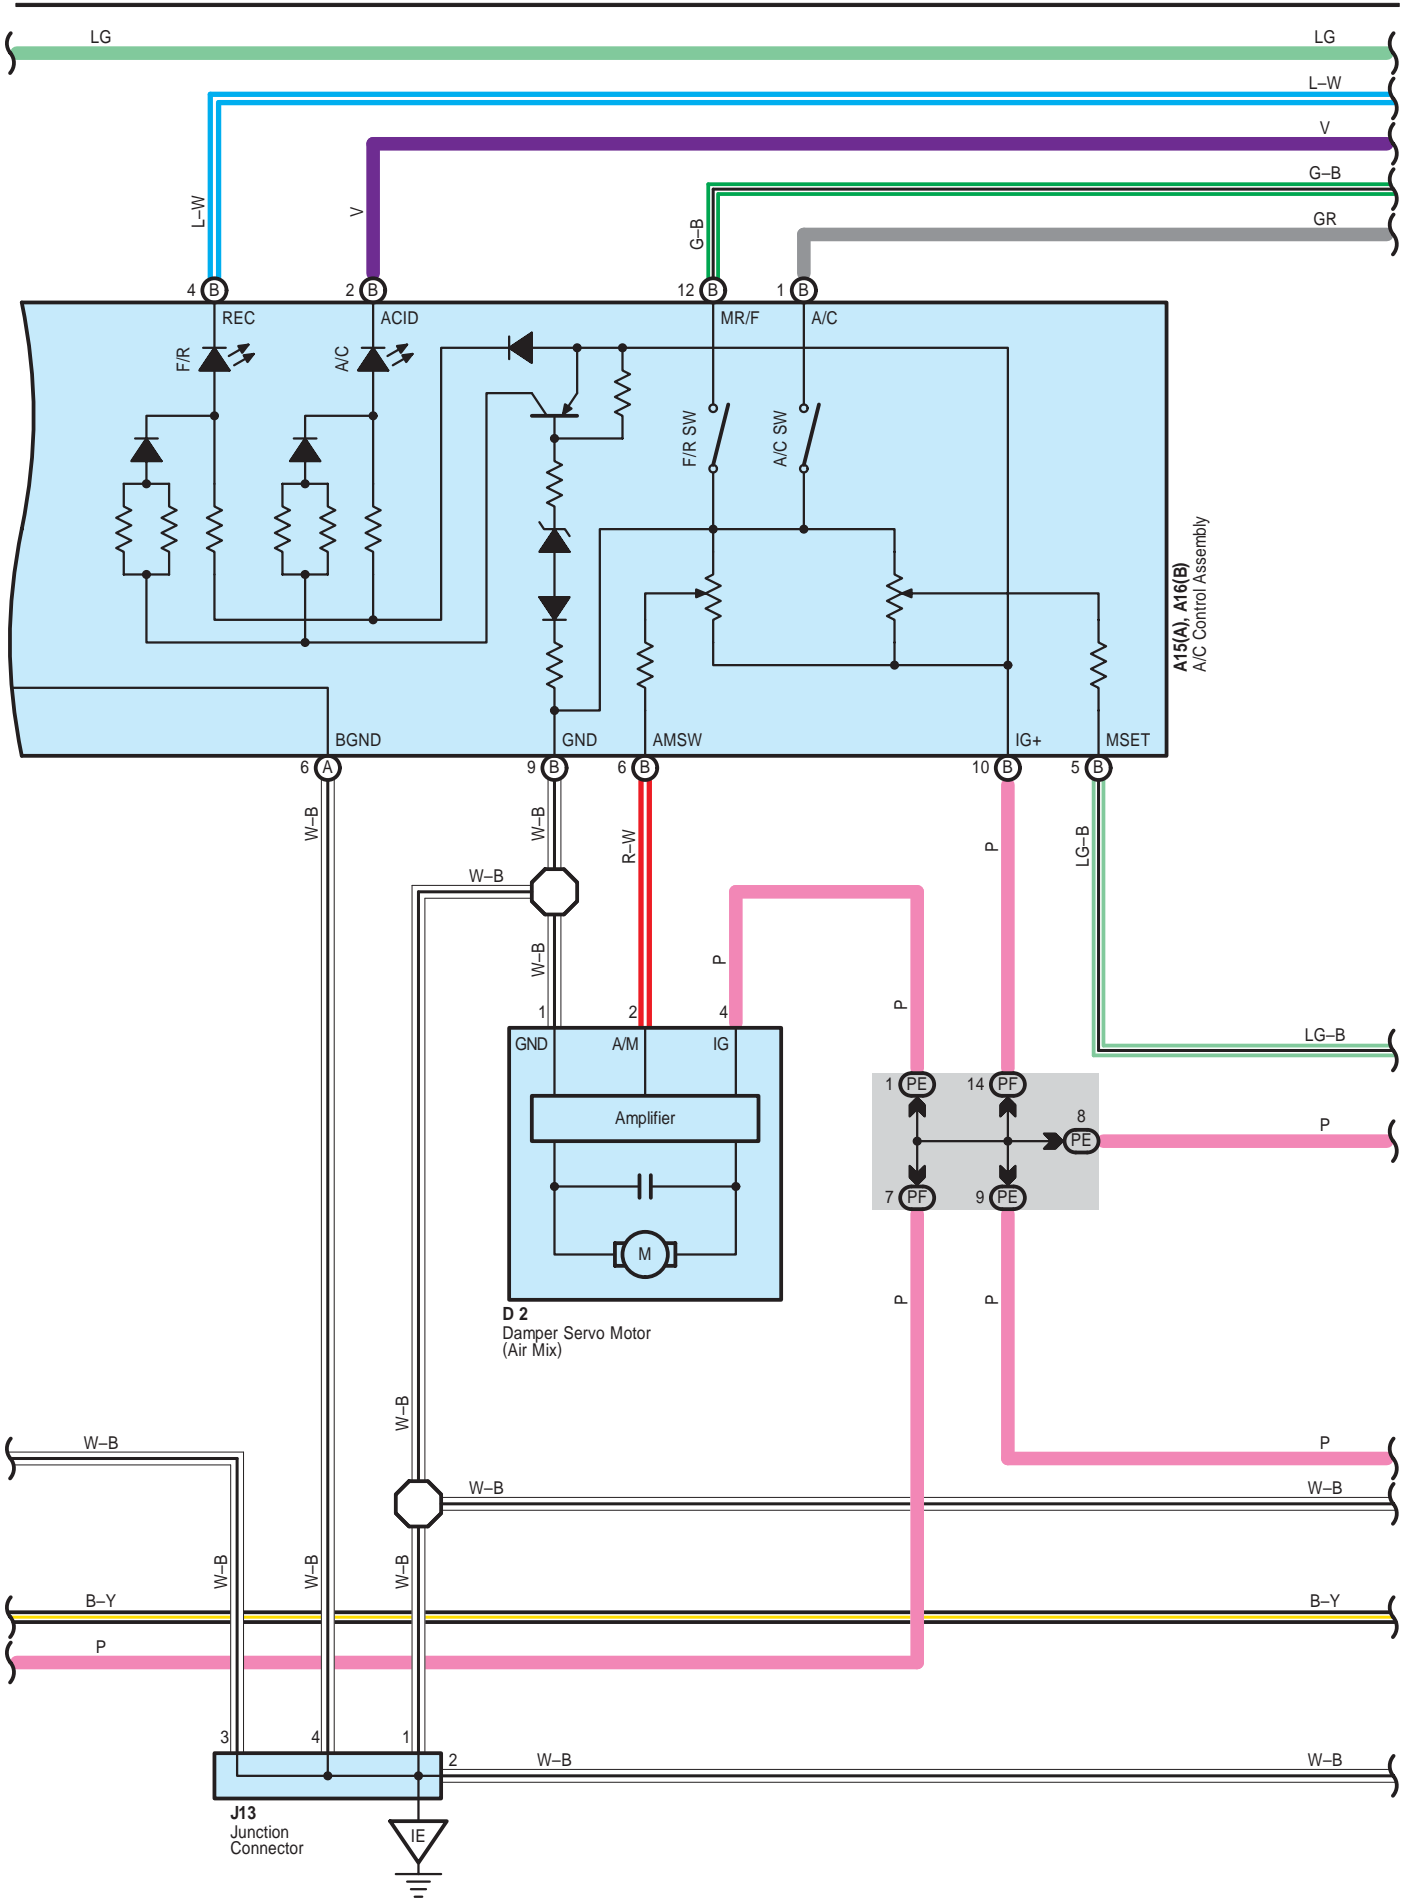 LG LG
L–W
V
G–B
GR
L–W V G–B
4 B 2 B 12 B 1 B
REC ACID MR/F A/C
F/R A/C
F/R SW A/C SW
A15(A), A16(B)
A/C Control Assembly
BGND GND AMSW IG+ MSET
6 A 9 B 6 B 10 B 5 B
W–B W–B R–W P LG–B
W–B
W–B P P
1 2 4
GND A/M IG
LG–B
Amplifier
1 PE 14 PF
8
PE
P
7 PF 9 PE
M
P P
D 2
Damper Servo Motor
(Air Mix)
W–B
W–B P
W–B W–B
W–B W–B W–B
B–Y B–Y
P
3 4 1
2 W–B W–B
J13
Junction
Connector
IE